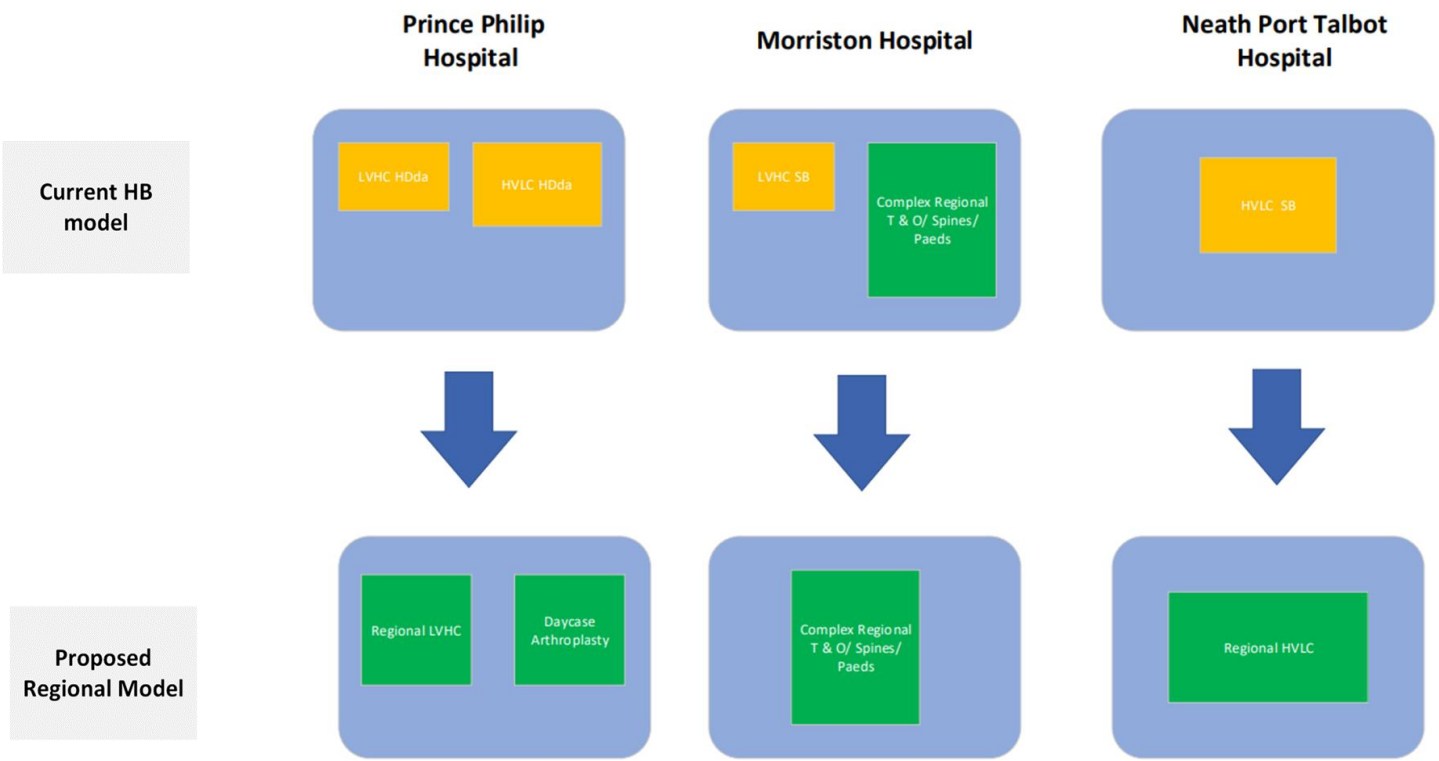 Prince Philip
Hospital
Morriston Hospital
Neath Port Talbot
Hospital
Current HB
model
LVHC HDda
HVLC HDda
LVHC SB
Complex Regional
T & O/ Spines/
Paeds
HVLC SB
Proposed
Regional Model
Regional LVHC
Daycase
Arthroplasty
Complex Regional
T & O/ Spines/
Paeds
Regional HVLC